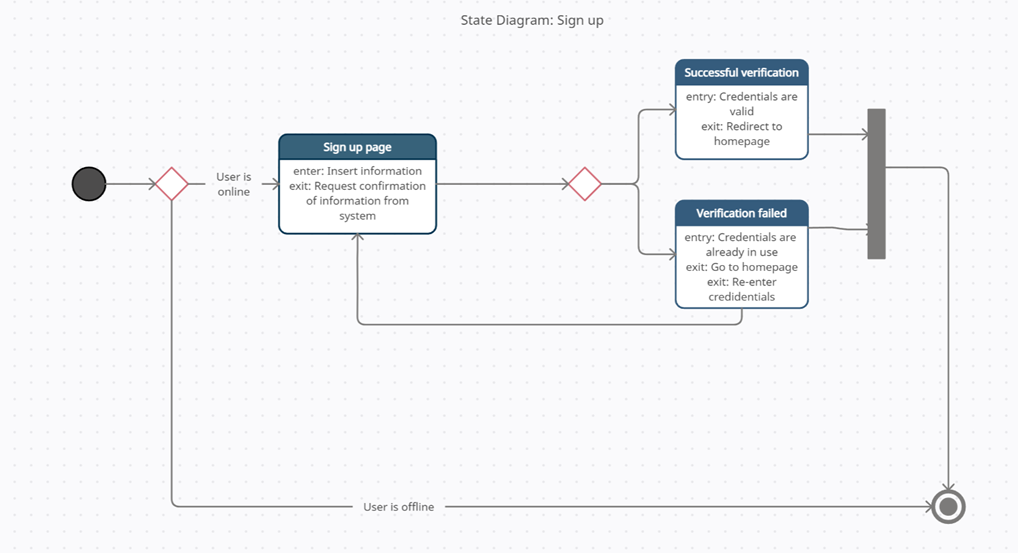 State Diagram: Sign up
Successful verification
entry: Credentials are
valid
exit: Redirect to
homepage
Sign up page
enter: Insert information
exit: Request confirmation
of information from
system
User is
online
Verification failed
entry: Credentials are
already in use
exit: Go to homepage
exit: Re-enter
credidentials
User is offline